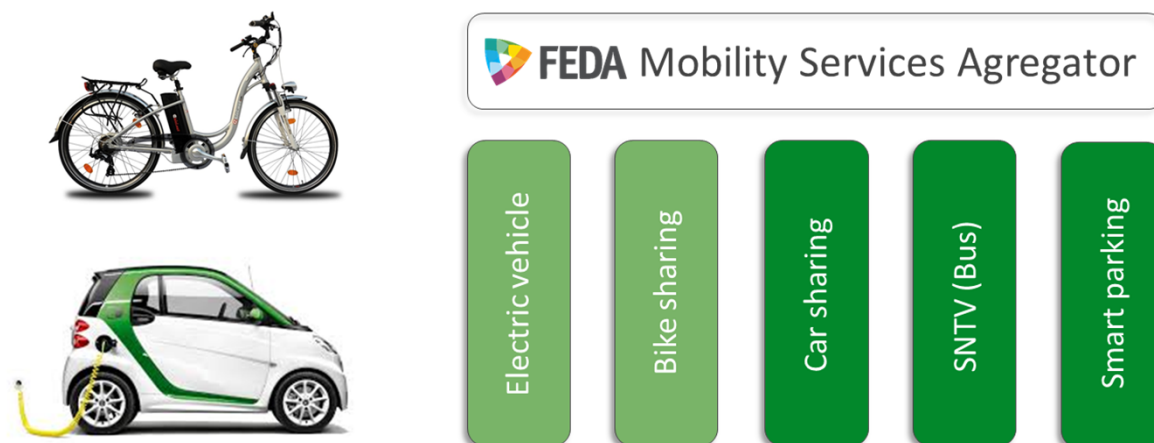 FEDA Mobility Services Agregator
Electric vehicle
Bike sharing
Car sharing
SNTV (Bus)
Smart parking